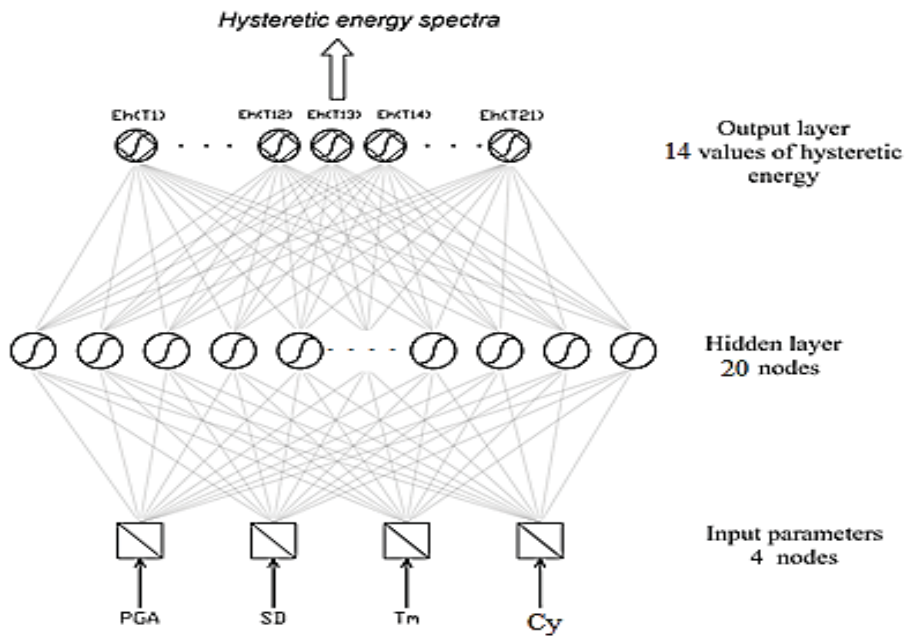 Hysteretic energy spectra
Eh(T1) Eh(T12) Eh(T13) Eh(T14) Eh(T21)
Output layer
14 values of hysteretic
energy
Hidden layer
20 nodes
Input parameters
4 nodes
PGA SD Tm Cy